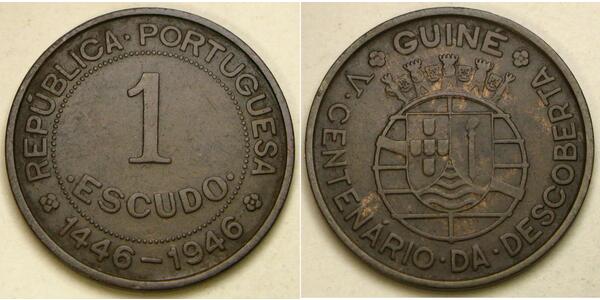 REPÚBLICA · PORTUGUESA
1
· ESCUDO ·
1446-1946
GUINÉ
V · CENTENÁRIO · DA · DESCOBERTA